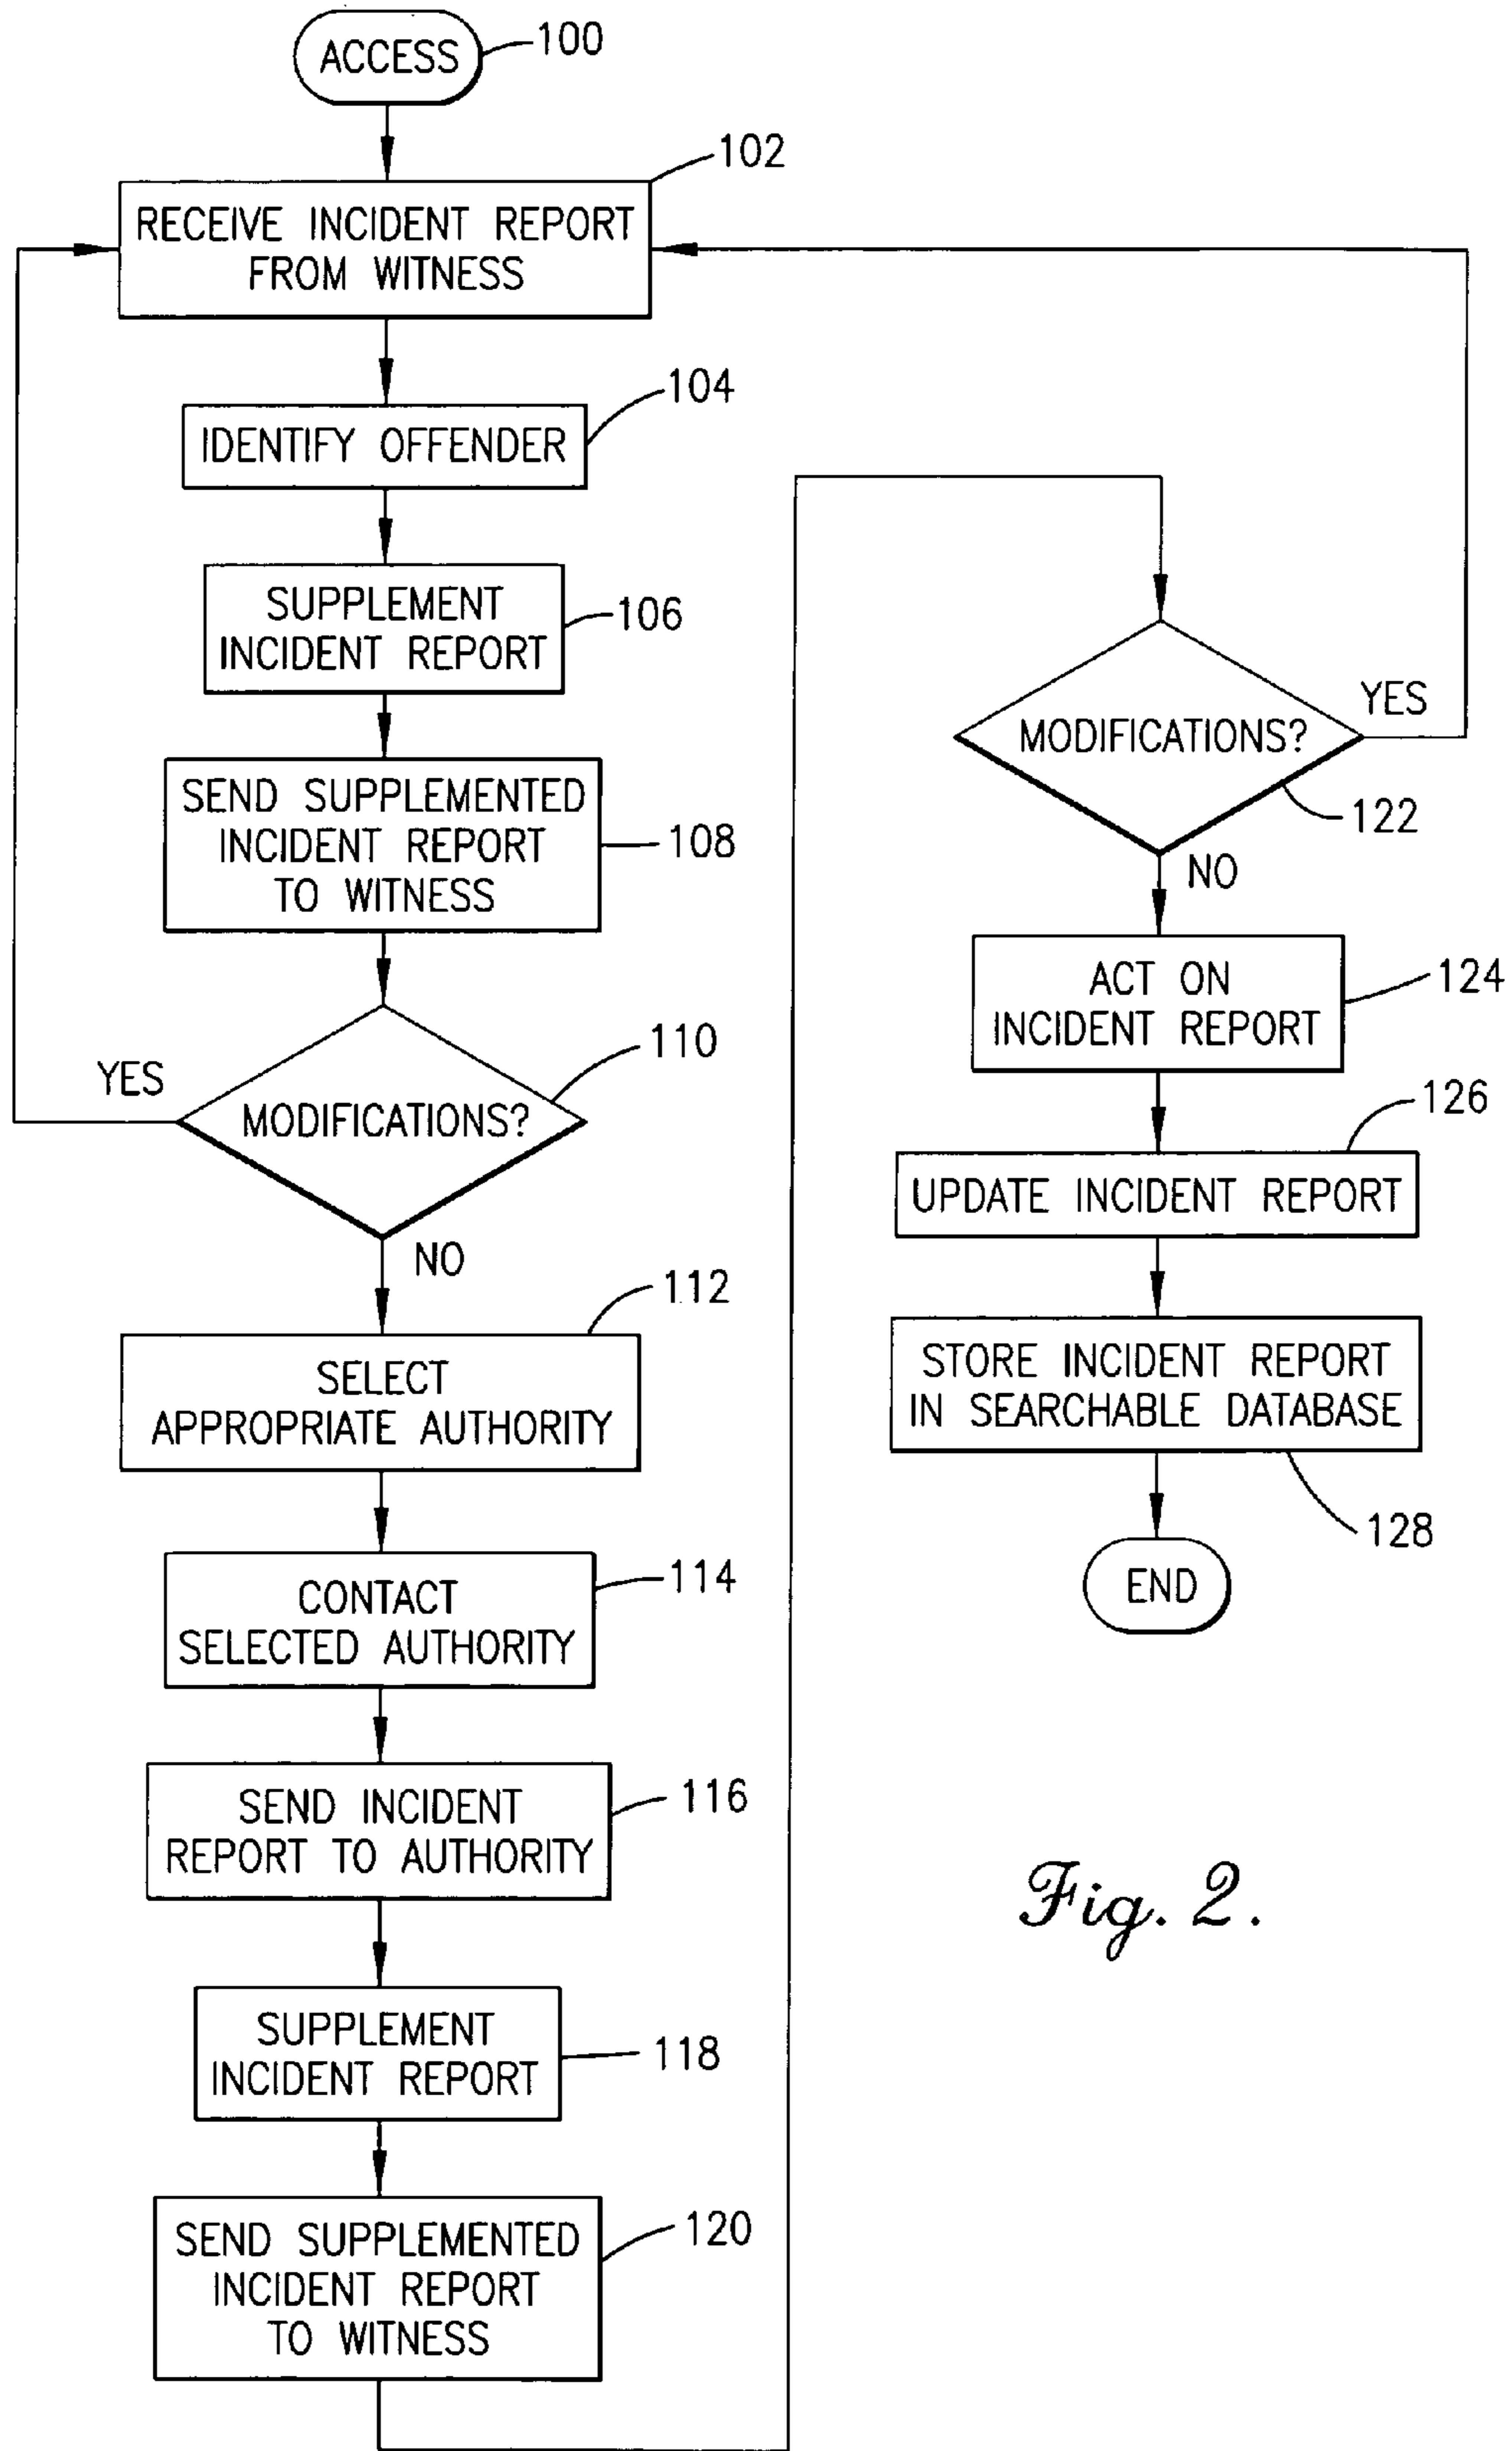 ACCESS
100
102
RECEIVE INCIDENT REPORT
FROM WITNESS
104
IDENTIFY OFFENDER
SUPPLEMENT
INCIDENT REPORT
106
SEND SUPPLEMENTED
INCIDENT REPORT
TO WITNESS
108
110
YES
MODIFICATIONS?
NO
112
SELECT
APPROPRIATE AUTHORITY
114
CONTACT
SELECTED AUTHORITY
116
SEND INCIDENT
REPORT TO AUTHORITY
SUPPLEMENT
INCIDENT REPORT
118
120
SEND SUPPLEMENTED
INCIDENT REPORT
TO WITNESS
YES
MODIFICATIONS?
122
NO
ACT ON
INCIDENT REPORT
124
126
UPDATE INCIDENT REPORT
STORE INCIDENT REPORT
IN SEARCHABLE DATABASE
128
END
Fig. 2.